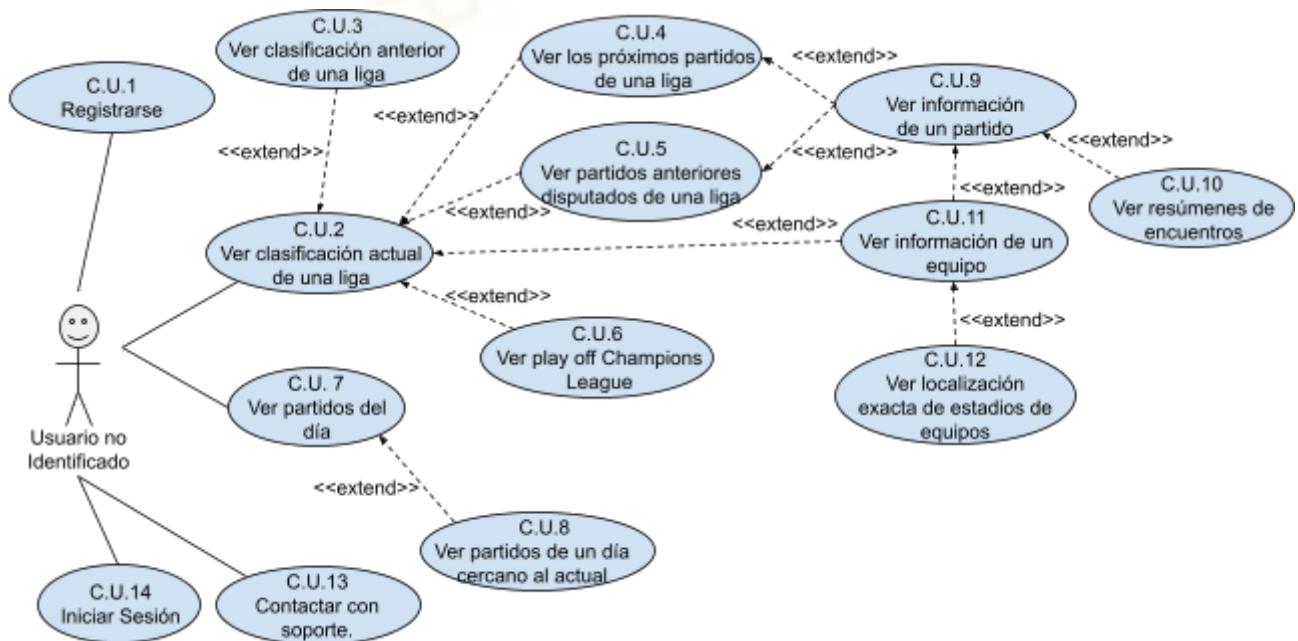 C.U.1
Registrarse
C.U.3
Ver clasificación anterior
de una liga
C.U.4
Ver los próximos partidos
de una liga
<<extend>>
C.U.9
Ver información
de un partido
<<extend>>
<<extend>>
C.U.5
Ver partidos anteriores
disputados de una liga
<<extend>>
<<extend>>
C.U.10
Ver resúmenes de
encuentros
<<extend>>
<<extend>>
C.U.2
Ver clasificación actual
de una liga
<<extend>>
C.U.11
Ver información de un
equipo
<<extend>>
C.U.6
Ver play off Champions
League
<<extend>>
C.U.12
Ver localización
exacta de estadios de
equipos
C.U. 7
Ver partidos del
día
Usuario no
Identificado
<<extend>>
C.U.8
Ver partidos de un día
cercano al actual
C.U.14
Iniciar Sesión
C.U.13
Contactar con
soporte.